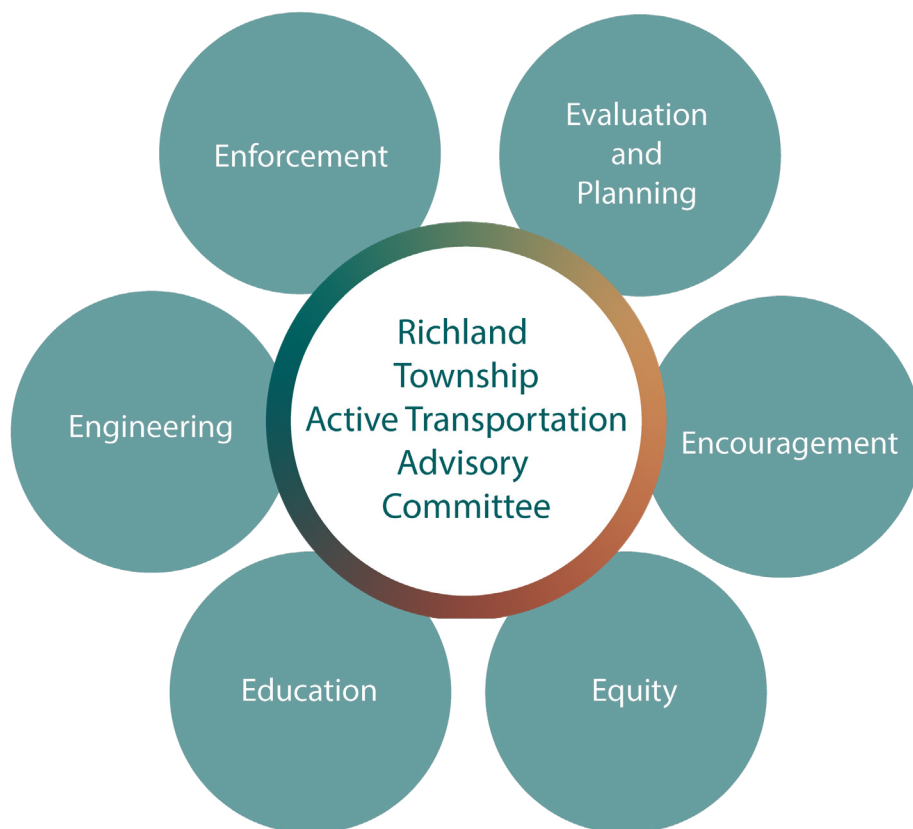 Enforcement
Evaluation
and
Planning
Richland
Township
Active Transportation
Advisory
Committee
Engineering
Encouragement
Education
Equity